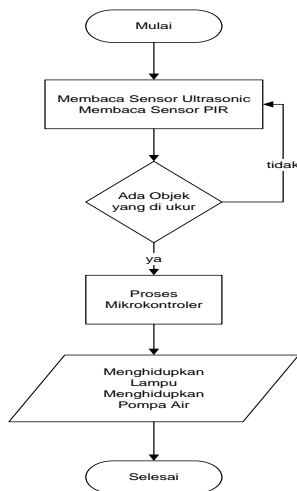 Mulai
Membaca Sensor Ultrasonic
Membaca Sensor PIR
tidak
Ada Objek
yang di ukur
ya
Proses
Mikrokontroler
Menghidupkan
Lampu
Menghidupkan
Pompa Air
Selesai